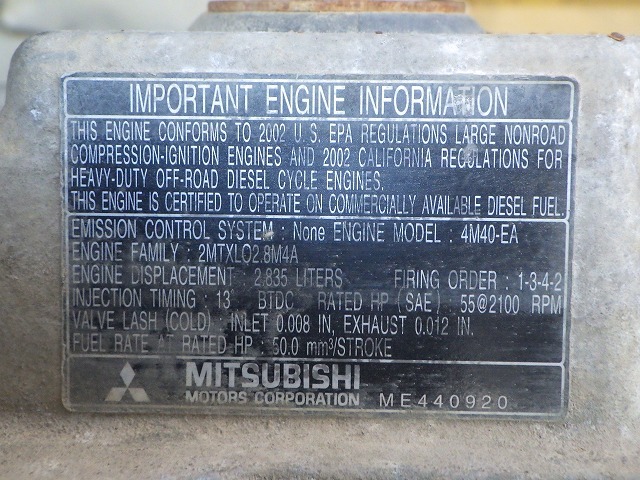 IMPORTANT ENGINE INFORMATION
THIS ENGINE CONFORMS TO 2002 U.S. EPA REGULATIONS LARGE NONROAD
COMPRESSION-IGNITION ENGINES AND 2002 CALIFORNIA REGULATIONS FOR
HEAVY-DUTY OFF-ROAD DIESEL CYCLE ENGINES.
THIS ENGINE IS CERTIFIED TO OPERATE ON COMMERCIALLY AVAILABLE DIESEL FUEL.
EMISSION CONTROL SYSTEM : None ENGINE MODEL : 4M40-EA
ENGINE FAMILY : 2MTXL02.8M4A
ENGINE DISPLACEMENT : 2.835 LITERS FIRING ORDER : 1-3-4-2
INJECTION TIMING : 13 BTDC RATED HP (SAE) : 55@2100 RPM
VALVE LASH (COLD) : INLET 0.008 IN, EXHAUST 0.012 IN.
FUEL RATE AT RATED HP : 50.0 mm³/STROKE
MITSUBISHI
MOTORS CORPORATION ME440920